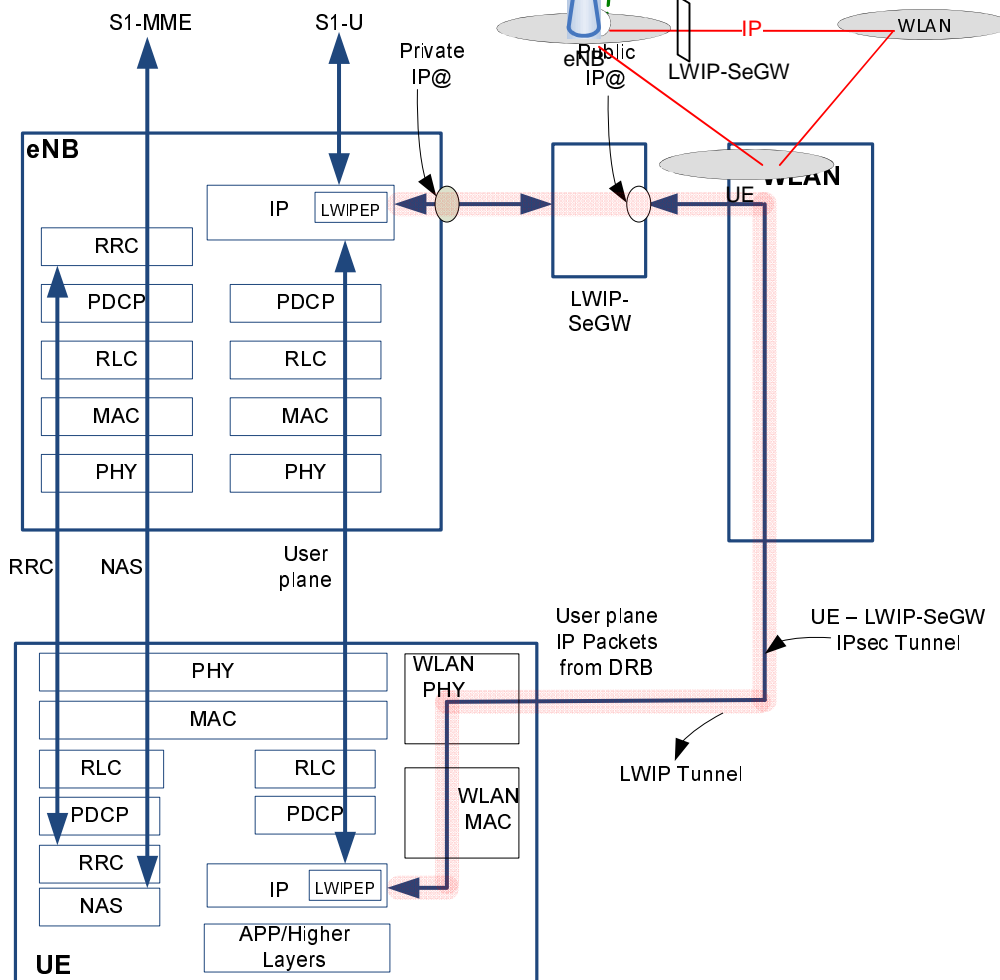 S1-MME
S1-U
IP
WLAN
Private
IP@
eNB
Public
IP@
LWIP-SeGW
eNB
WLAN
UE
IP
LWIPEP
RRC
PDCP
PDCP
LWIP-
SeGW
RLC
RLC
MAC
MAC
PHY
PHY
RRC
NAS
User
plane
User plane
IP Packets
from DRB
UE – LWIP-SeGW
IPsec Tunnel
PHY
WLAN
PHY
MAC
RLC
RLC
LWIP Tunnel
PDCP
PDCP
WLAN
MAC
RRC
IP
LWIPEP
NAS
APP/Higher
Layers
UE